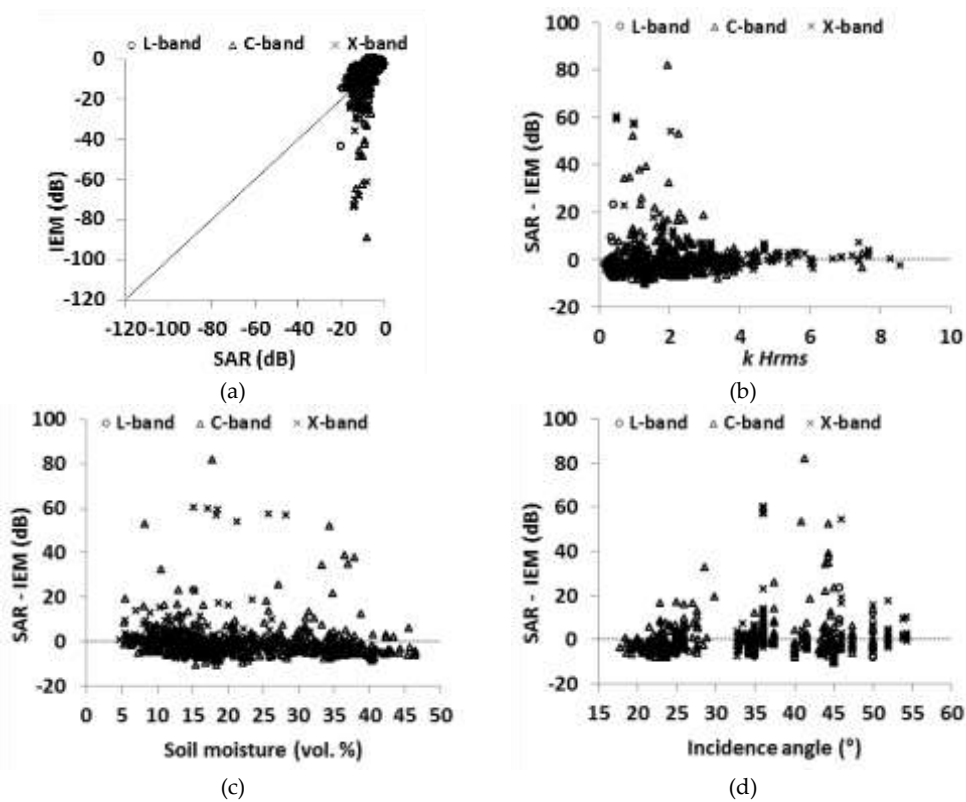 L-band C-band X-band
0
-20
-40
-60
-80
-100
-120
IEM (dB)
-120 -100 -80 -60 -40 -20 0
SAR (dB)
(a)
L-band C-band X-band
100
80
60
40
20
0
-20
SAR - IEM (dB)
0 2 4 6 8 10
k Hrms
(b)
L-band C-band X-band
100
80
60
40
20
0
-20
SAR - IEM (dB)
0 5 10 15 20 25 30 35 40 45 50
Soil moisture (vol. %)
(c)
L-band C-band X-band
100
80
60
40
20
0
-20
SAR - IEM (dB)
15 20 25 30 35 40 45 50 55 60
Incidence angle (°)
(d)